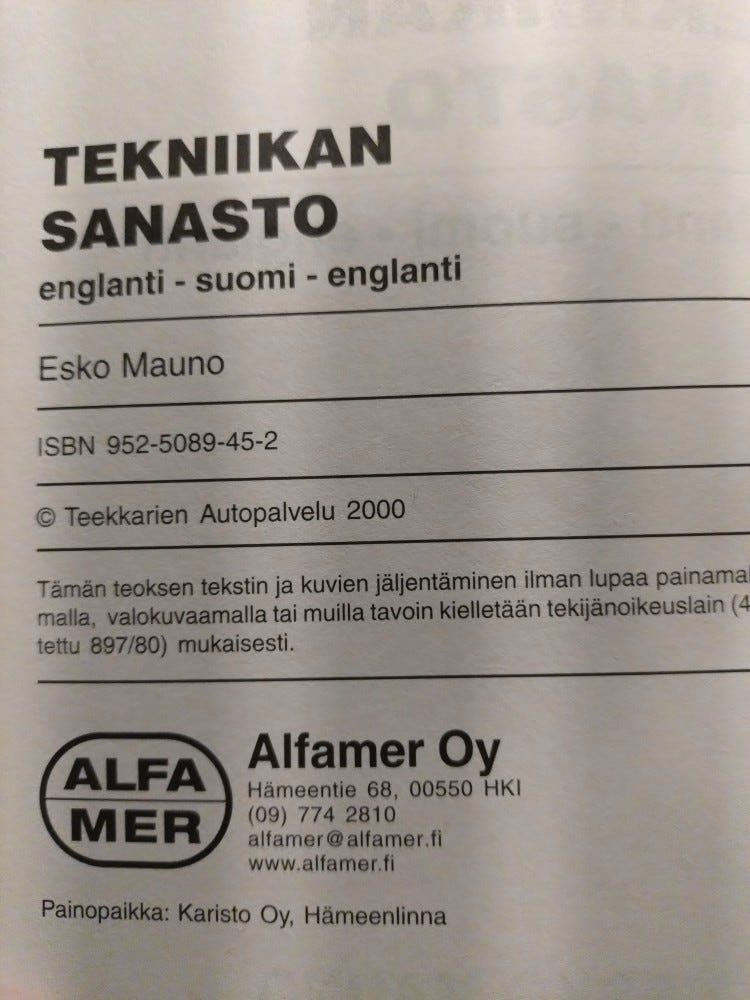 TEKNIIKAN
SANASTO
englanti - suomi - englanti
Esko Mauno
ISBN 952-5089-45-2
© Teekkarien Autopalvelu 2000
Tämän teoksen tekstin ja kuvien jäljentäminen ilman lupaa
malla, valokuvaamalla tai muilla tavoin kielletään tekijänoikeuslain (4
tettu 897/80) mukaisesti.
ALFA
MER
Alfamer Oy
Hämeentie 68, 00550 HKI
(09) 774 2810
alfamer@alfamer.fi
www.alfamer.fi
Painopaikka: Karisto Oy, Hämeenlinna